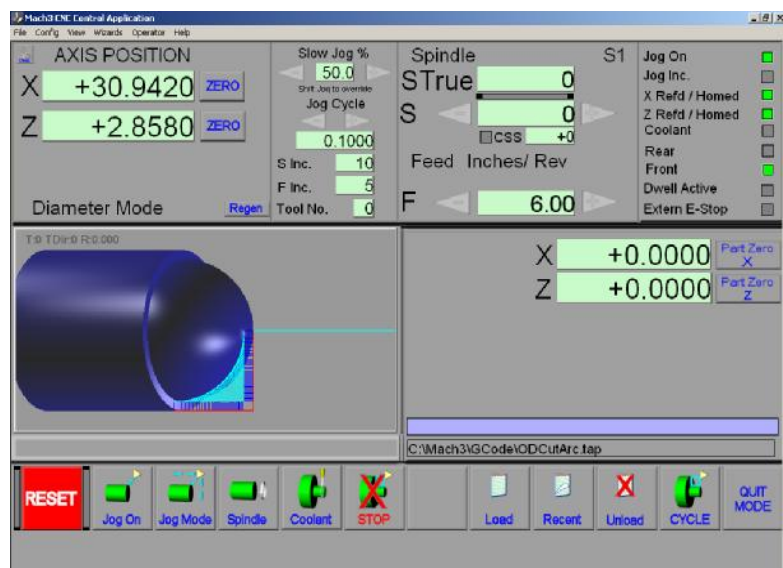 Mach3 CNC Control Application
File Config View Wizards Operator Help
AXIS POSITION
X +30.9420 ZERO
Z +2.8580 ZERO
Diameter Mode Regen
Slow Jog %
50.0
Shift Jog to override
Jog Cycle
0.1000
S Inc. 10
F Inc. 5
Tool No. 0
Spindle S1
STrue 0
S 0
CSS +0
Feed Inches/ Rev
F 6.00
Jog On
Jog Inc.
X Refd / Homed
Z Refd / Homed
Coolant
Rear
Front
Dwell Active
Extern E-Stop
T:0 TDir:0 R:0.000
X +0.0000 Part Zero X
Z +0.0000 Part Zero Z
C:\Mach3\GCode\ODCutArc.tap
RESET
Jog On
Jog Mode
Spindle
Coolant
STOP
Load
Recent
Unload
CYCLE
QUIT MODE